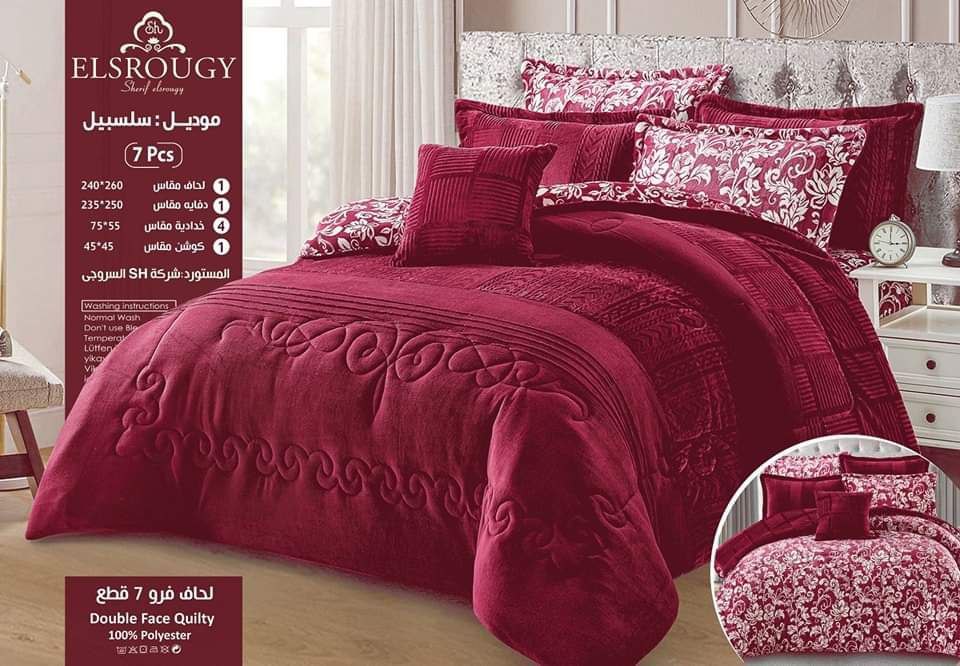 Sh
ELSROUGY
Sherif elsrougy
موديل : سلسبيل
7 Pcs
1 لحاف مقاس 260*240
1 دفايه مقاس 250*235
4 خدادية مقاس 55*75
1 كوشن مقاس 45*45
المستورد:شركة SH السروجى
Washing instructions
Normal Wash
Don't use
Lütfen
لحاف فرو 7 قطع
Double Face Quilty
100% Polyester